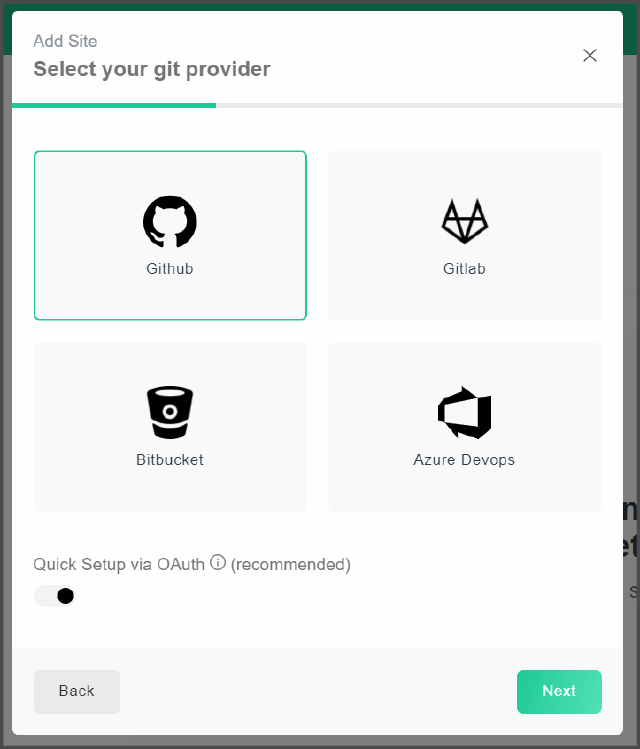 Add Site
Select your git provider
Github
Gitlab
Bitbucket
Azure Devops
Quick Setup via OAuth (recommended)
Back
Next